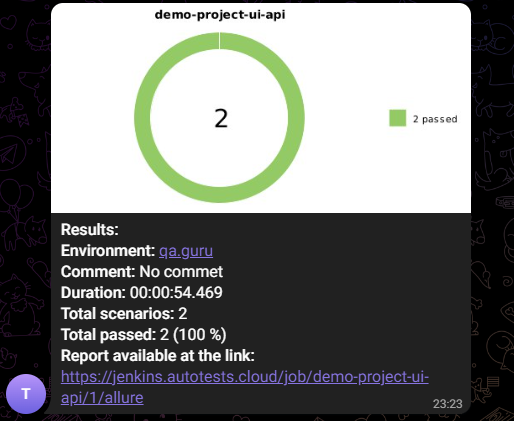 demo-project-ui-api
2
2 passed
Results:
Environment: qa.guru
Comment: No commet
Duration: 00:00:54.469
Total scenarios: 2
Total passed: 2 (100 %)
Report available at the link:
https://jenkins.autotests.cloud/job/demo-project-ui-
api/1/allure
T
23:23